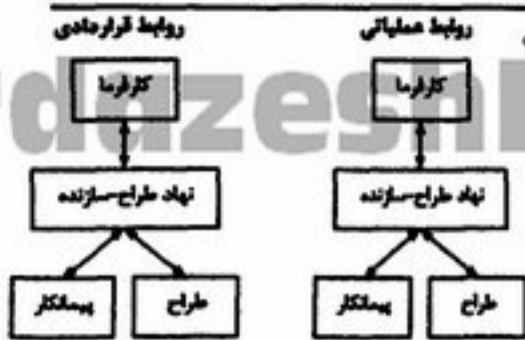 روابط عملیاتی
روابط قراردادی
کارفرما
کارفرما
نهاد طراح-سازنده
نهاد طراح-سازنده
طراح
پیمانکار
طراح
پیمانکار